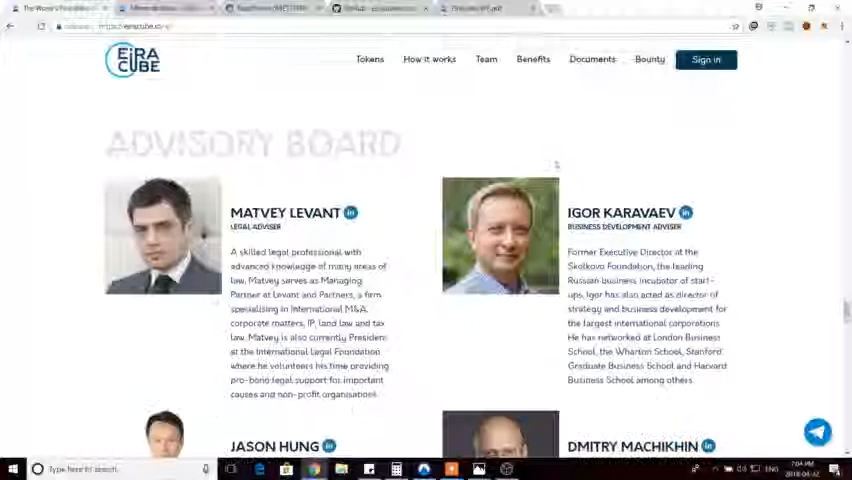 EiRA
CUBE
Tokens
How it works
Team
Benefits
Documents
Bounty
Sign in
ADVISORY BOARD
MATVEY LEVANT
LEGAL ADVISER
A skilled legal professional with
advanced knowledge of many areas of
law, Matvey serves as Managing
Partner at Levant and Partners, a firm
specialising in International M&A,
corporate matters, IP, land law and tax
law. Matvey is also currently President
at the International Legal Foundation
where he volunteers his time providing
pro-bono legal support for important
causes and non-profit organisations.
IGOR KARAVAEV
BUSINESS DEVELOPMENT ADVISER
Former Executive Director at the
Skolkovo Foundation, the leading
Russian business incubator of start-
ups, Igor has also acted as director of
strategy and business development for
the largest international corporations.
He has networked at London Business
School, the Wharton School, Stanford
Graduate Business School and Harvard
Business School among others.
JASON HUNG
DMITRY MACHIKHIN
Type here to search
ENG
7:04 PM